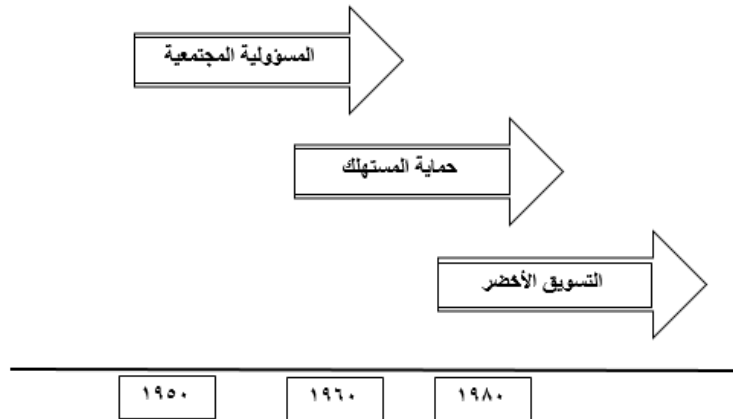 المسؤولية المجتمعية
حماية المستهلك
التسويق الأخضر
١٩٥٠
١٩٦٠
١٩٨٠